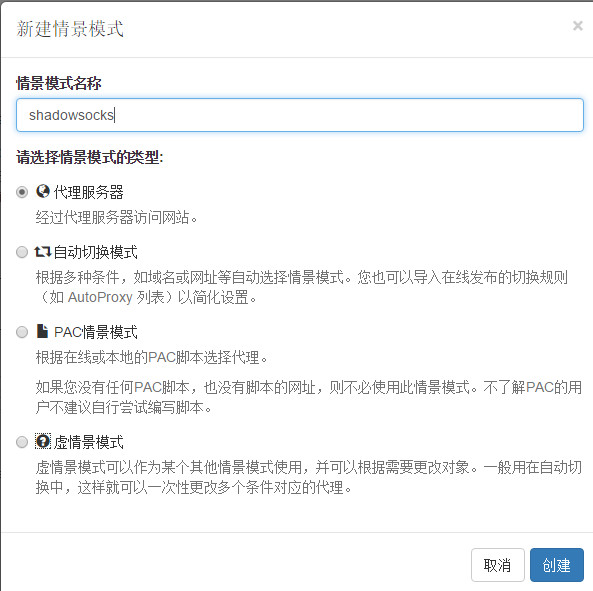 新建情景模式
×
情景模式名称
shadowsocks
请选择情景模式的类型:
代理服务器
经过代理服务器访问网站。
自动切换模式
根据多种条件，如域名或网址等自动选择情景模式。您也可以导入在线发布的切换规则
（如 AutoProxy 列表）以简化设置。
PAC情景模式
根据在线或本地的PAC脚本选择代理。
如果您没有任何PAC脚本，也没有脚本的网址，则不必使用此情景模式。不了解PAC的用
户不建议自行尝试编写脚本。
虚情景模式
虚情景模式可以作为某个其他情景模式使用，并可以根据需要更改对象。一般用在自动切
换中，这样就可以一次性更改多个条件对应的代理。
取消
创建